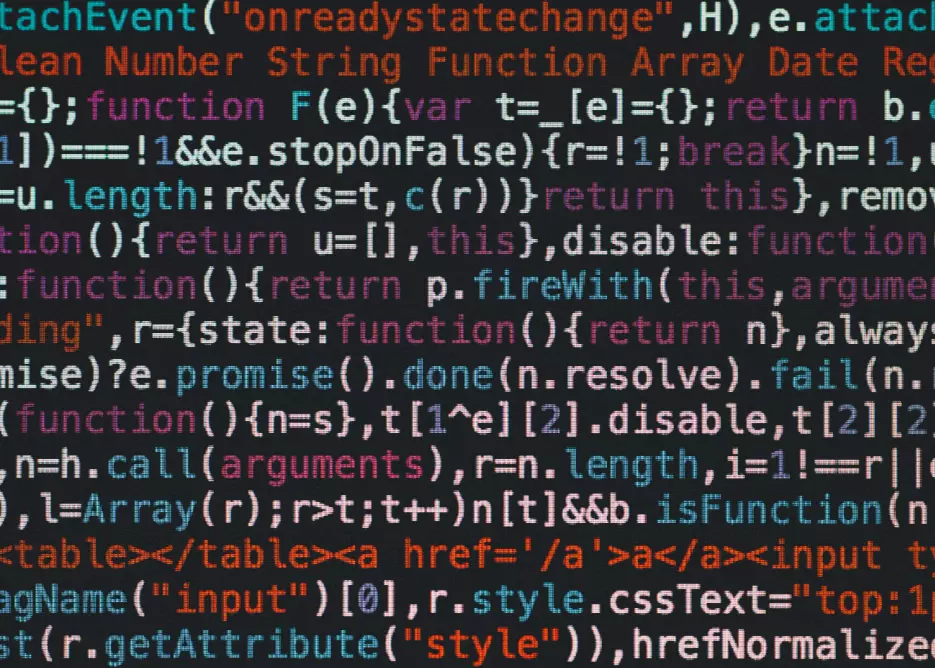 tachEvent("onreadystatechange",H),e.attach
lean Number String Function Array Date Reg
={};function F(e){var t=_[e]={};return b.
1])===!1&&e.stopOnFalse){r=!1;break}n=!1,
=u.length:r&&(s=t,c(r))}return this},remov
tion(){return u=[],this},disable:function
:function(){return p.fireWith(this,argumen
ding",r={state:function(){return n},always
mise)?e.promise().done(n.resolve).fail(n.
(function(){n=s},t[1^e][2].disable,t[2][2
,n=h.call(arguments),r=n.length,i=1!==r||
),l=Array(r);r>t;t++)n[t]&&b.isFunction(n
<table></table><a href='/a'>a</a><input ty
agName("input")[0],r.style.cssText="top:1p
st(r.getAttribute("style")),hrefNormalized